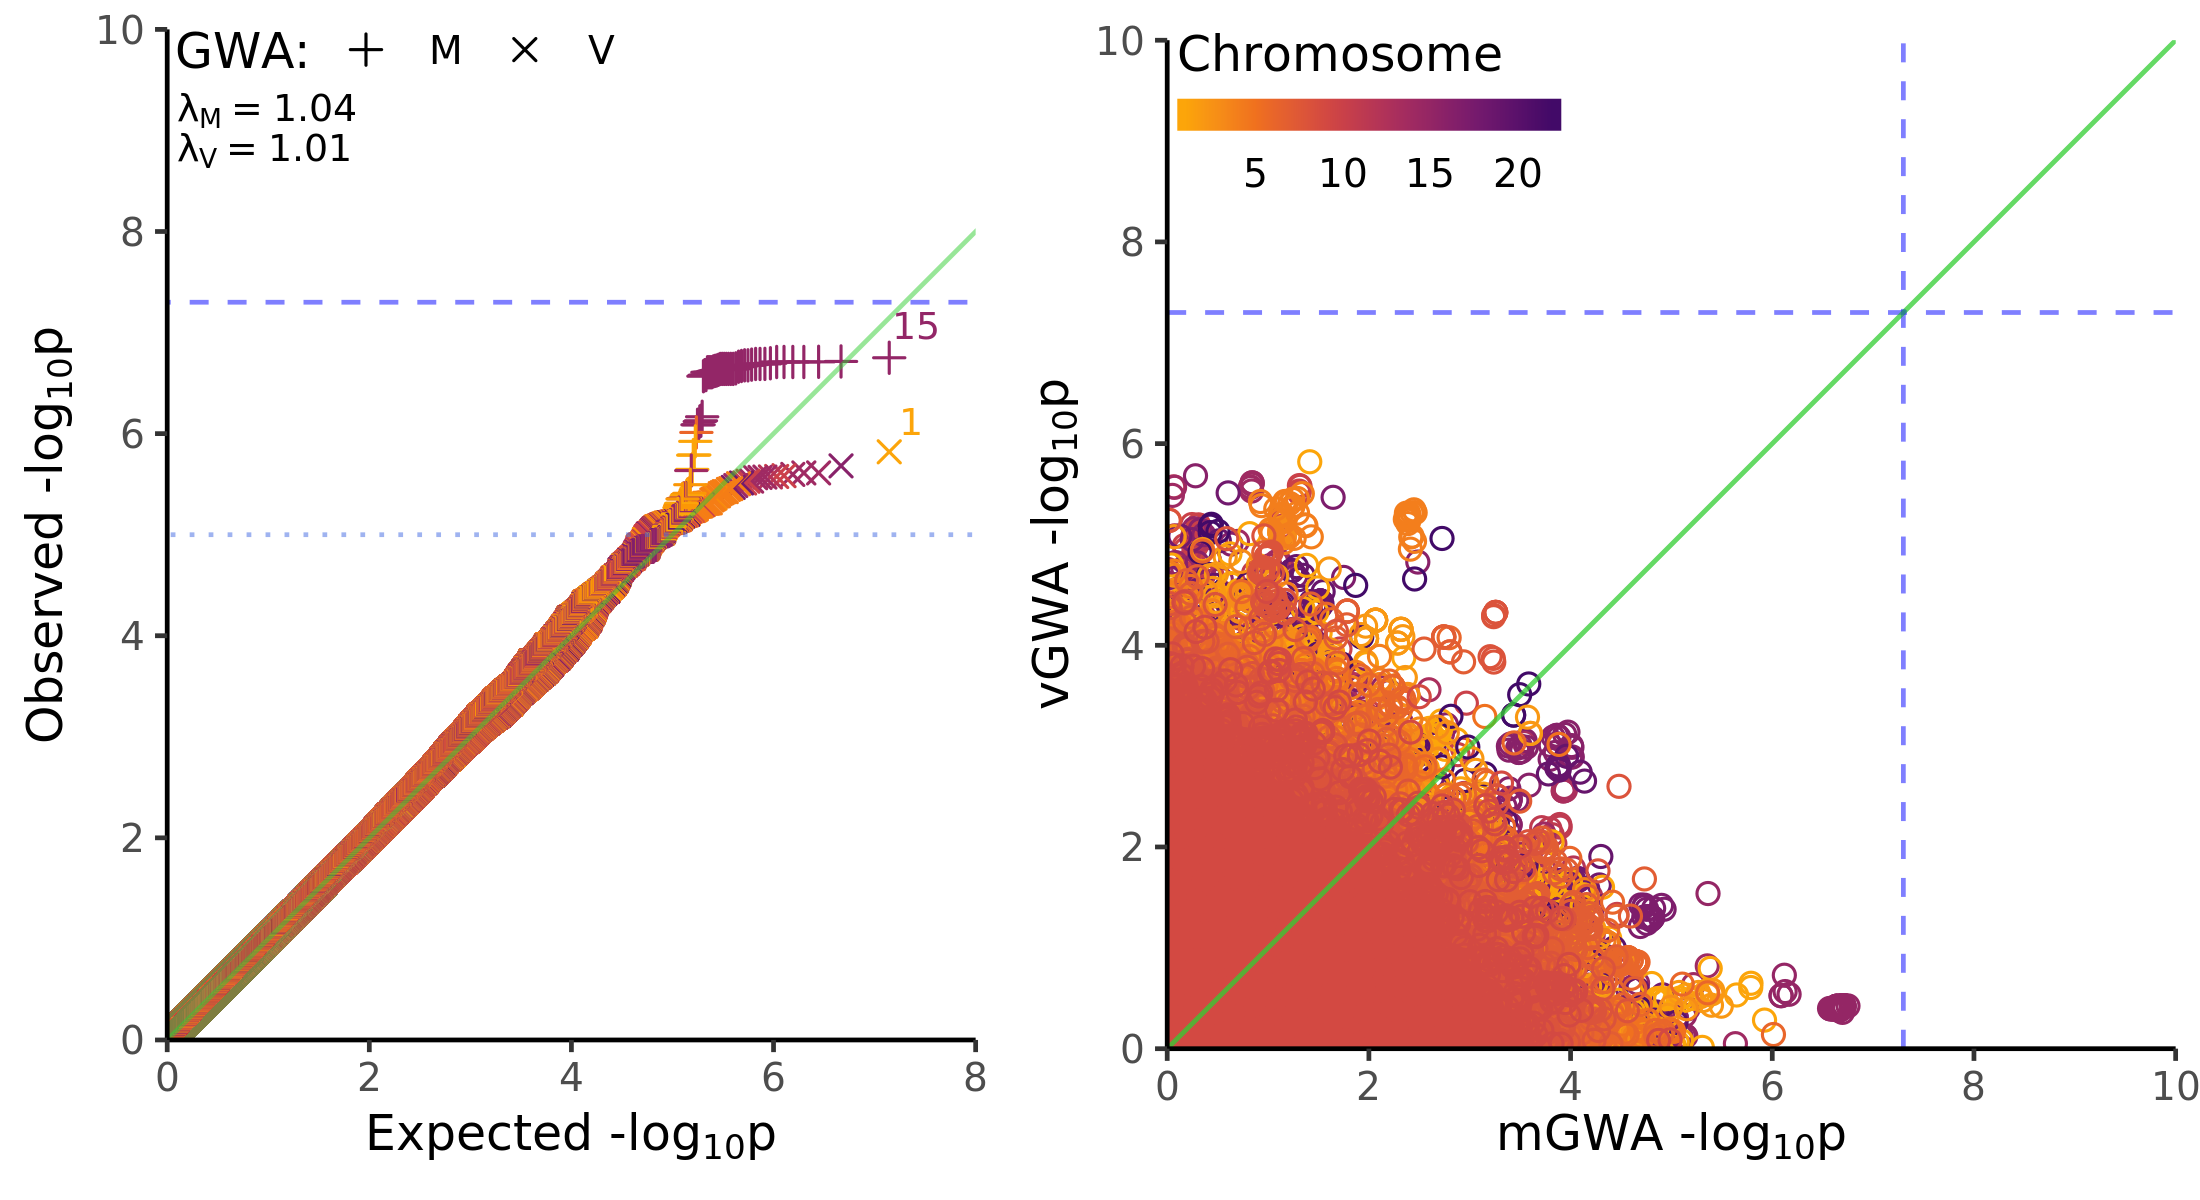 GWA: + M × V
λM = 1.04
λV = 1.01
10
8
6
4
2
0
0 2 4 6 8
Observed -log10p
Expected -log10p
15
1
Chromosome
5 10 15 20
10
8
6
4
2
0
0 2 4 6 8 10
vGWA -log10p
mGWA -log10p